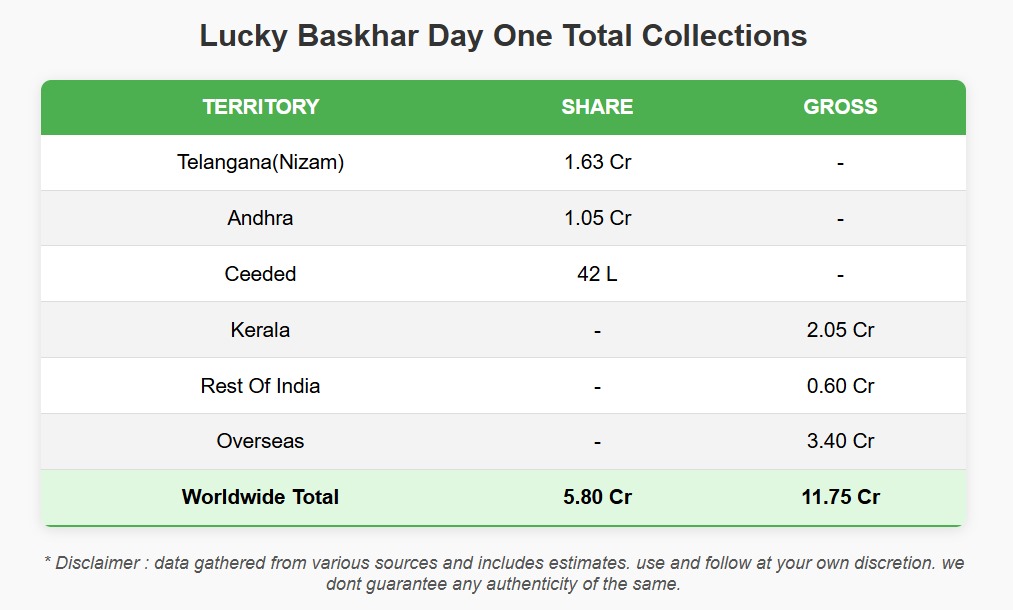 Lucky Baskhar Day One Total Collections
TERRITORY SHARE GROSS
Telangana(Nizam) 1.63 Cr -
Andhra 1.05 Cr -
Ceeded 42 L -
Kerala - 2.05 Cr
Rest Of India - 0.60 Cr
Overseas - 3.40 Cr
Worldwide Total 5.80 Cr 11.75 Cr
* Disclaimer : data gathered from various sources and includes estimates. use and follow at your own discretion. we
dont guarantee any authenticity of the same.